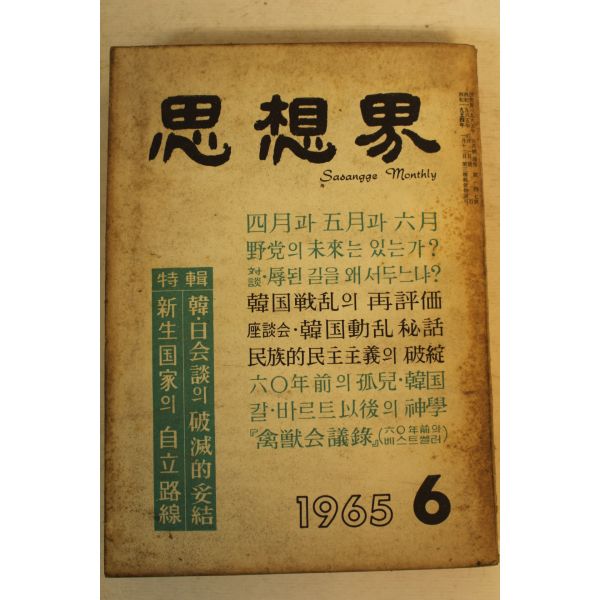 思想界
Sasangge Monthly
四月과 五月과 六月
野党의 未來는 있는가?
対談·辱된 길을 왜 서두느냐?
韓国戦乱의 再評価
座談会·韓国動乱 秘話
民族的民主主義의 破綻
六〇年前의 孤兒·韓国
칼·바르트以後의 神學
『禽獣会議錄』(六〇年前의 베스트쎌러)
特輯
韓·日会談의 破滅的 妥結
新生国家의 自立路線
1965 6